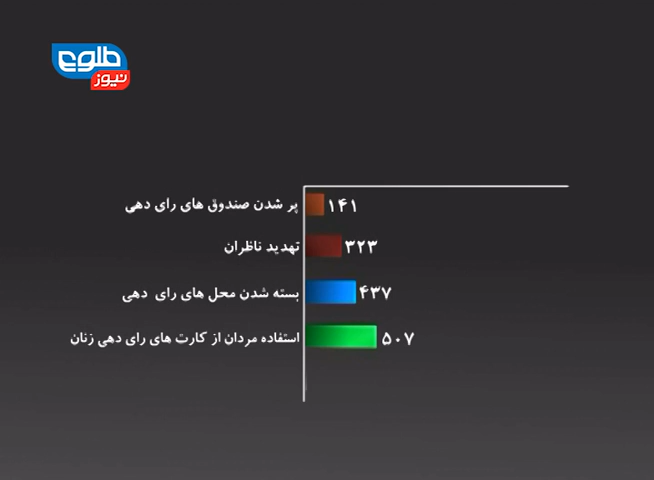 طلوع
نیوز
پر شدن صندوق های رای دهی ۱۴۱
تهدید ناظران ۳۲۳
بسته شدن محل های رای دهی ۴۳۷
استفاده مردان از کارت های رای دهی زنان ۵۰۷